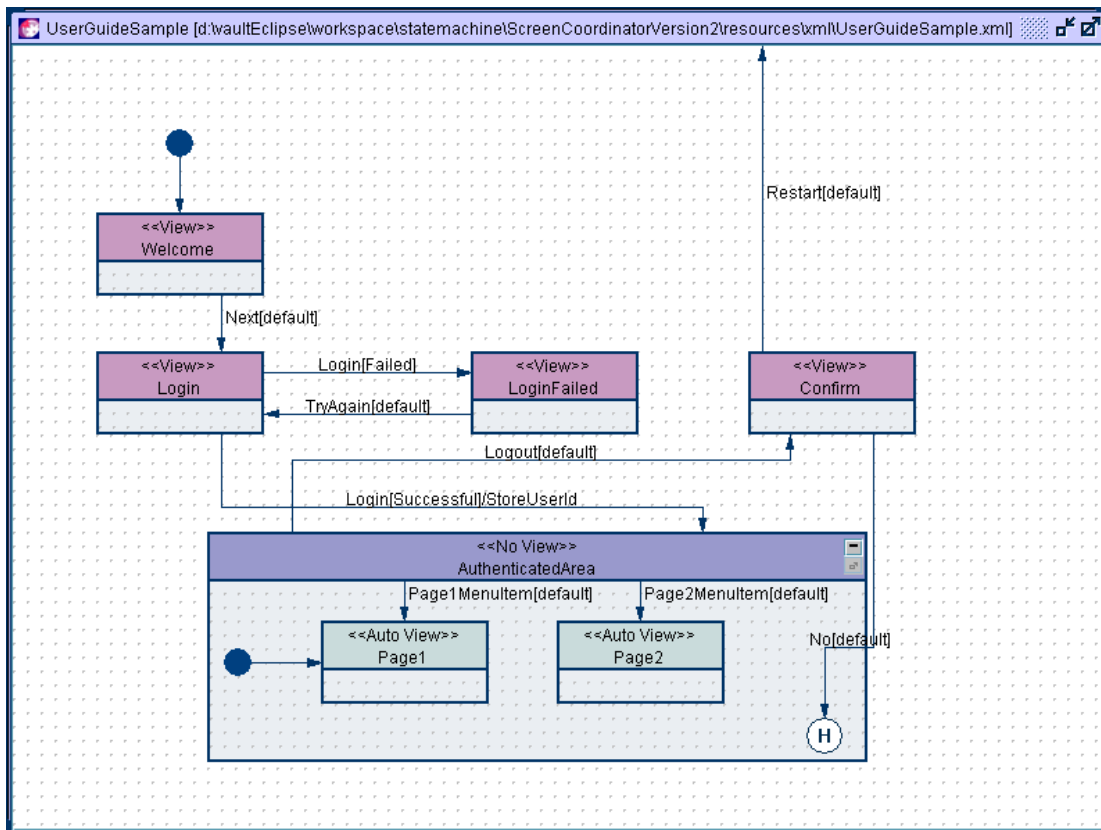 UserGuideSample [d:\vaultEclipse\workspace\statemachine\ScreenCoordinatorVersion2\resources\xml\UserGuideSample.xml]
Restart[default]
<<View>>
Welcome
Next[default]
<<View>>
Login
Login[Failed]
TryAgain[default]
<<View>>
LoginFailed
<<View>>
Confirm
Logout[default]
Login[Successful]/StoreUserId
<<No View>>
AuthenticatedArea
Page1MenuItem[default]
Page2MenuItem[default]
<<Auto View>>
Page1
<<Auto View>>
Page2
No[default]
H